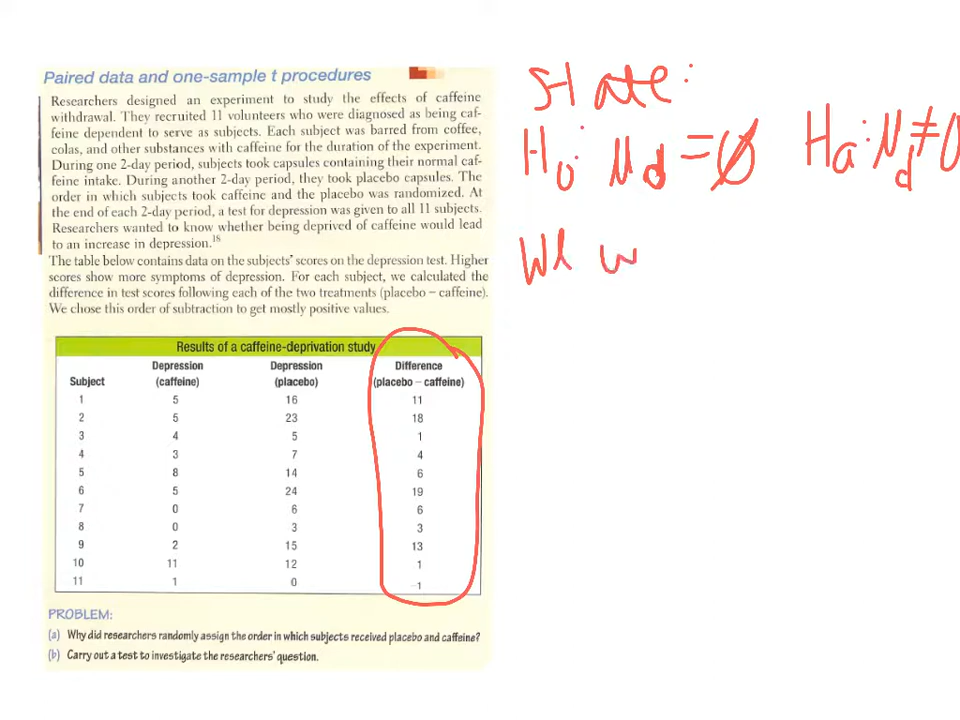 Paired data and one-sample t procedures
Researchers designed an experiment to study the effects of caffeine
withdrawal. They recruited 11 volunteers who were diagnosed as being caf-
feine dependent to serve as subjects. Each subject was barred from coffee,
colas, and other substances with caffeine for the duration of the experiment.
During one 2-day period, subjects took capsules containing their normal caf-
feine intake. During another 2-day period, they took placebo capsules. The
order in which subjects took caffeine and the placebo was randomized. At
the end of each 2-day period, a test for depression was given to all 11 subjects.
Researchers wanted to know whether being deprived of caffeine would lead
to an increase in depression.18
The table below contains data on the subjects' scores on the depression test. Higher
scores show more symptoms of depression. For each subject, we calculated the
difference in test scores following each of the two treatments (placebo – caffeine).
We chose this order of subtraction to get mostly positive values.
Results of a caffeine-deprivation study
Depression Depression Difference
Subject (caffeine) (placebo) (placebo – caffeine)
1 5 16 11
2 5 23 18
3 4 5 1
4 3 7 4
5 8 14 6
6 5 24 19
7 0 6 6
8 0 3 3
9 2 15 13
10 11 12 1
11 1 0 -1
PROBLEM:
(a) Why did researchers randomly assign the order in which subjects received placebo and caffeine?
(b) Carry out a test to investigate the researchers' question.
State:
H0: μd = 0 Ha: μd ≠ 0
We w